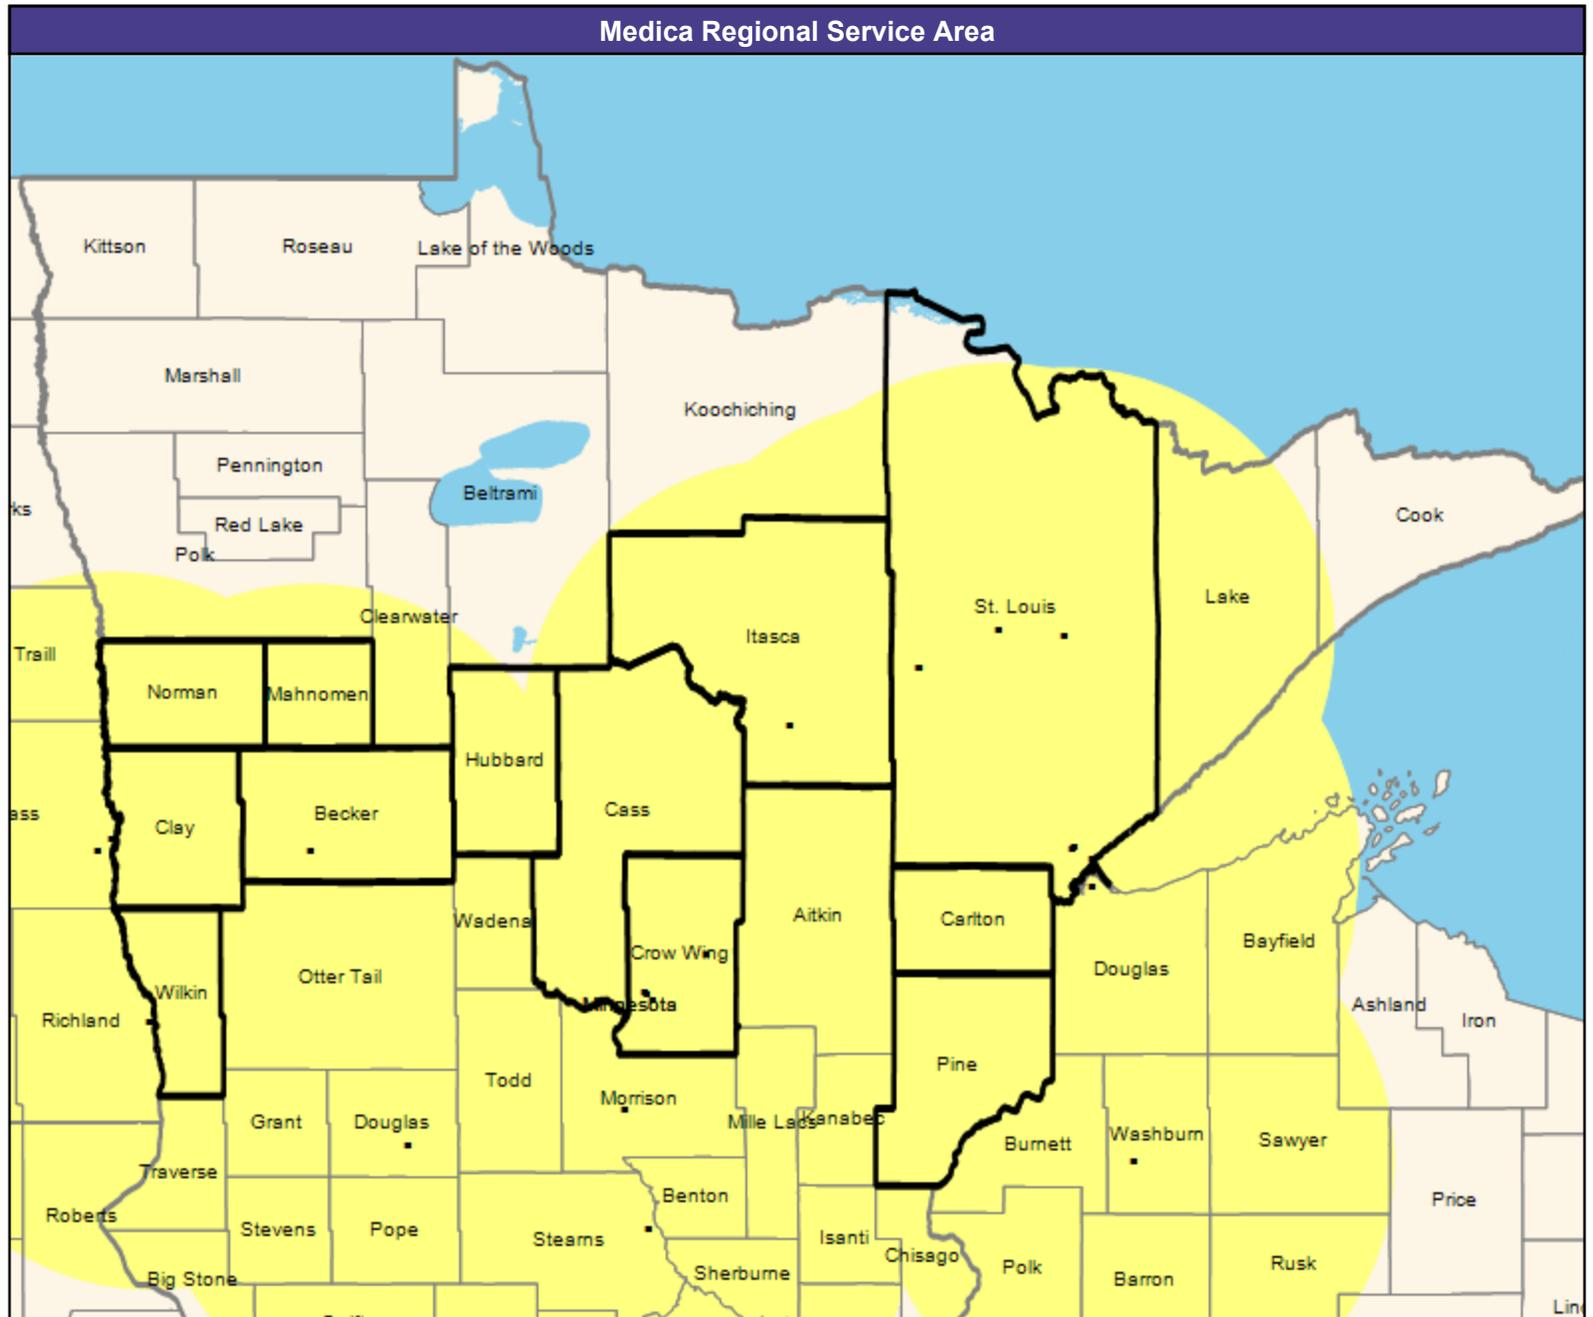 Medica Regional Service Area
Kittson
Roseau
Lake of the Woods
Marshall
Koochiching
Pennington
Beltrami
ks
Red Lake
Cook
Polk
Lake
St. Louis
Clearwater
Itasca
Traill
Norman
Mahnomen
Hubbard
Cass
Becker
ass
Clay
Aitkin
Carlton
Wadena
Bayfield
Crow Wing
Douglas
Otter Tail
Wilkin
Minnesota
Ashland
Richland
Iron
Pine
Todd
Morrison
Grant
Douglas
Mille Lacs
Kanabec
Burnett
Washburn
Sawyer
Traverse
Benton
Price
Roberts
Stevens
Pope
Stearns
Isanti
Chisago
Rusk
Polk
Sherburne
Big Stone
Barron
Lin